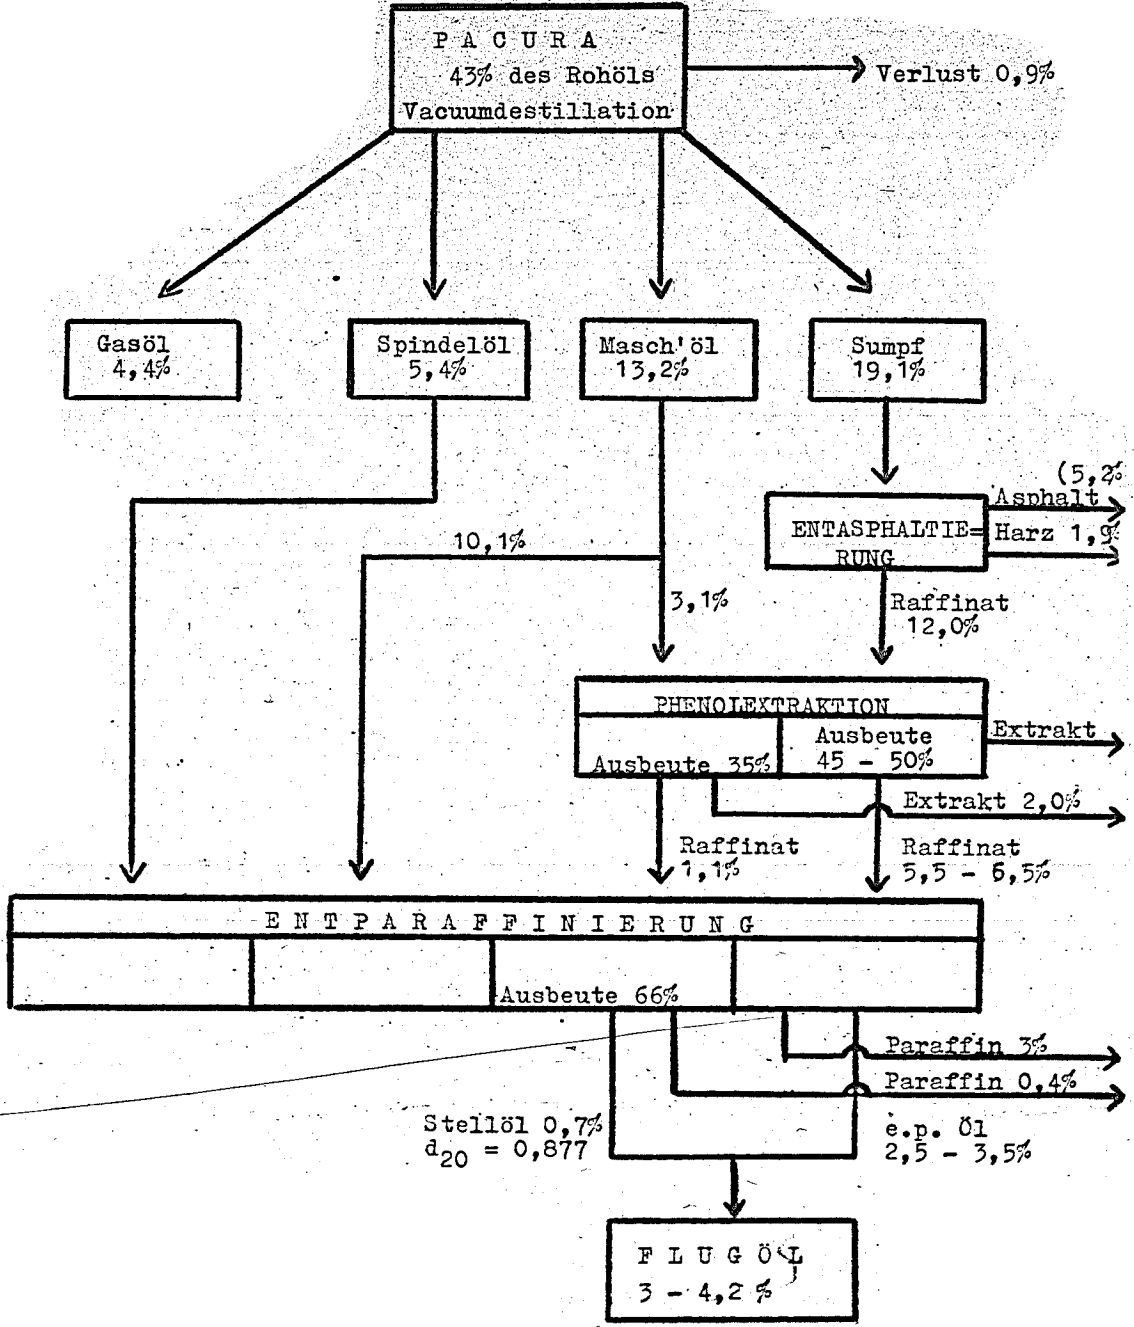 P A C U R A
43% des Rohöls
Vacuumdestillation
Verlust 0,9%
Gasöl
4,4%
Spindelöl
5,4%
Masch'öl
13,2%
Sumpf
19,1%
(5,2%
Asphalt
ENTASPHALTIE=
RUNG
Harz 1,9%
10,1%
3,1%
Raffinat
12,0%
PHENOLEXTRAKTION
Ausbeute 35%
Ausbeute
45 - 50%
Extrakt
Extrakt 2,0%
Raffinat
1,1%
Raffinat
5,5 - 6,5%
E N T P A R A F F I N I E R U N G
Ausbeute 66%
Paraffin 3%
Paraffin 0,4%
Stellöl 0,7%
d20 = 0,877
e.p. Öl
2,5 - 3,5%
F L U G Ö L
3 - 4,2 %